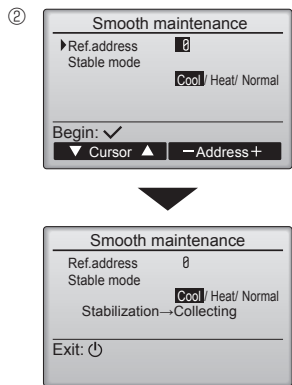 ②
Smooth maintenance
▶Ref.address 0
Stable mode
Cool / Heat/ Normal
Begin: ✓
▼ Cursor ▲ −Address+
Smooth maintenance
Ref.address 0
Stable mode
Cool / Heat/ Normal
Stabilization→Collecting
Exit: ⏻